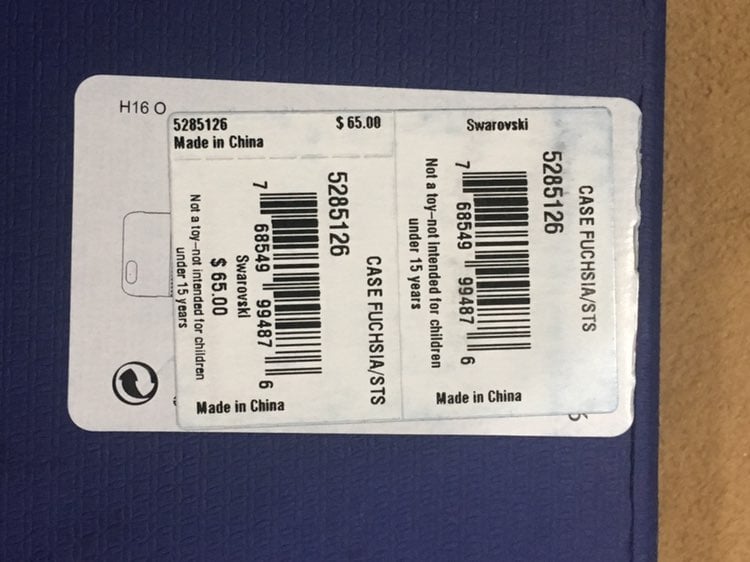 H16 O
5285126 $ 65.00
Made in China
Swarovski
CASE FUCHSIA/STS
5285126
7 68549 99487 6
Not a toy-not intended for children
under 15 years
Made in China
CASE FUCHSIA/STS
5285126
7 68549 99487 6
Swarovski
$ 65.00
Not a toy-not intended for children
under 15 years
Made in China